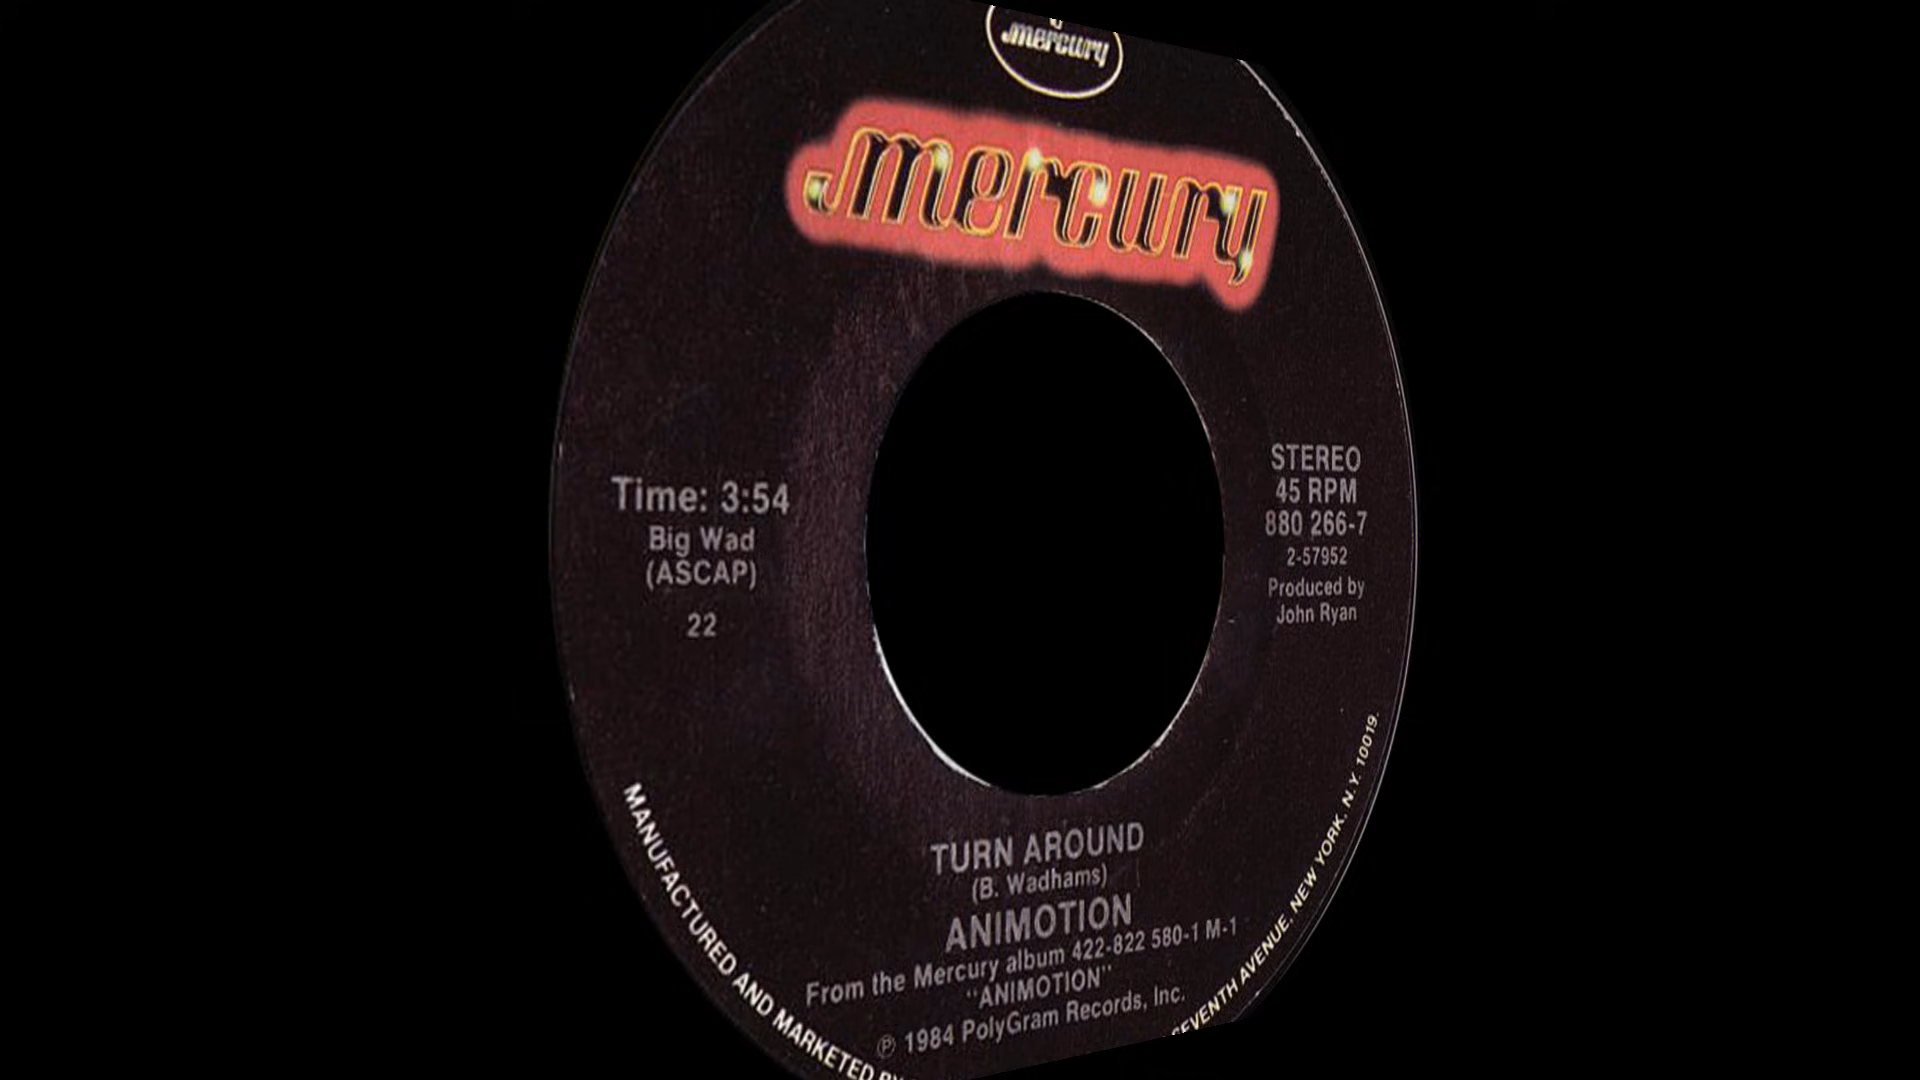 mercury
mercury
Time: 3:54
Big Wad
(ASCAP)
22
STEREO
45 RPM
880 266-7
2-57952
Produced by
John Ryan
TURN AROUND
(B. Wadhams)
ANIMOTION
From the Mercury album 422-822 580-1 M-1
"ANIMOTION"
℗ 1984 PolyGram Records, Inc.
MANUFACTURED AND MARKETED BY
SEVENTH AVENUE, NEW YORK, N.Y. 10019.